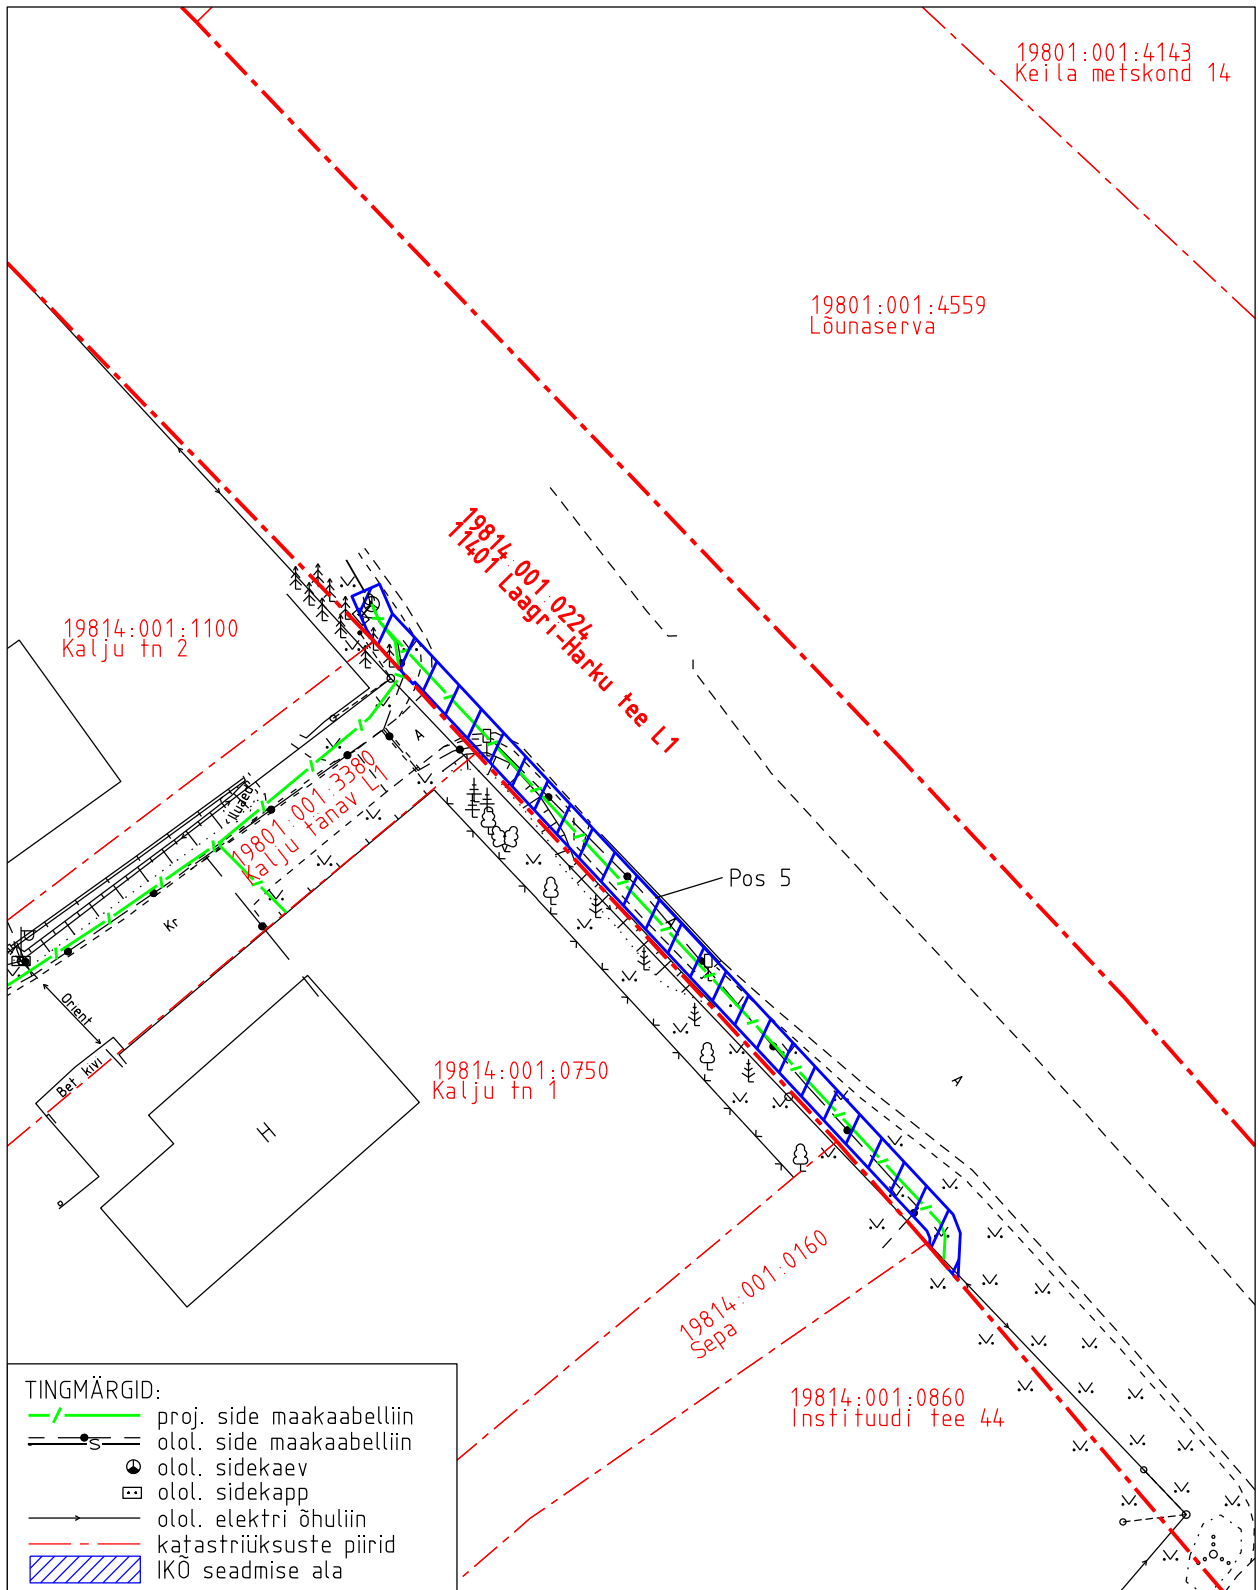 19801:001:4143
Keila metskond 14
19801:001:4559
Lõunaserva
19814:001:0224
11401 Laagri-Harku tee L1
19814:001:1100
Kalju tn 2
A
19801:001:3380
Kalju tänav L1
Iluaed
Pos 5
A
Kr
Orient
Bet kivi
19814:001:0750
Kalju tn 1
A
H
19814:001:0160
Sepa
19814:001:0860
Instituudi tee 44
TINGMÄRGID:
proj. side maakaabelliin
S
olol. side maakaabelliin
olol. sidekaev
olol. sidekapp
olol. elektri õhuliin
katastriüksuste piirid
IKÕ seadmise ala